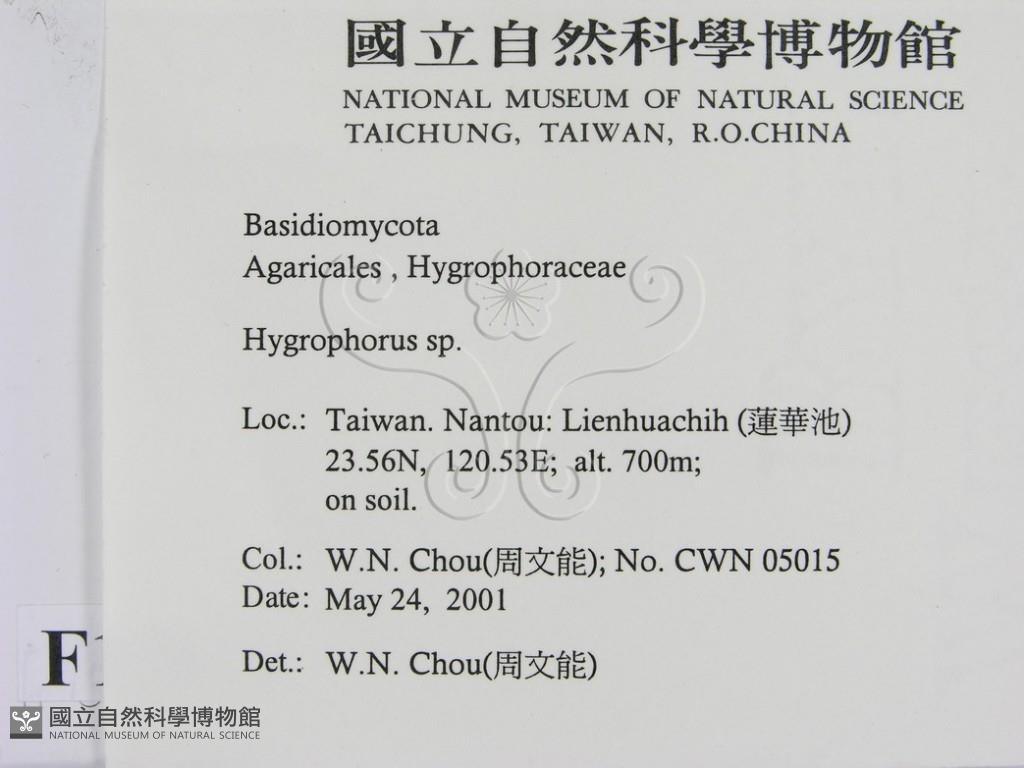 國立自然科學博物館
NATIONAL MUSEUM OF NATURAL SCIENCE
TAICHUNG, TAIWAN, R.O.CHINA
Basidiomycota
Agaricales , Hygrophoraceae
Hygrophorus sp.
Loc.: Taiwan. Nantou: Lienhuachih (蓮華池)
23.56N, 120.53E; alt. 700m;
on soil.
Col.: W.N. Chou(周文能); No. CWN 05015
Date: May 24, 2001
Det.: W.N. Chou(周文能)
F1
國立自然科學博物館
NATIONAL MUSEUM OF NATURAL SCIENCE